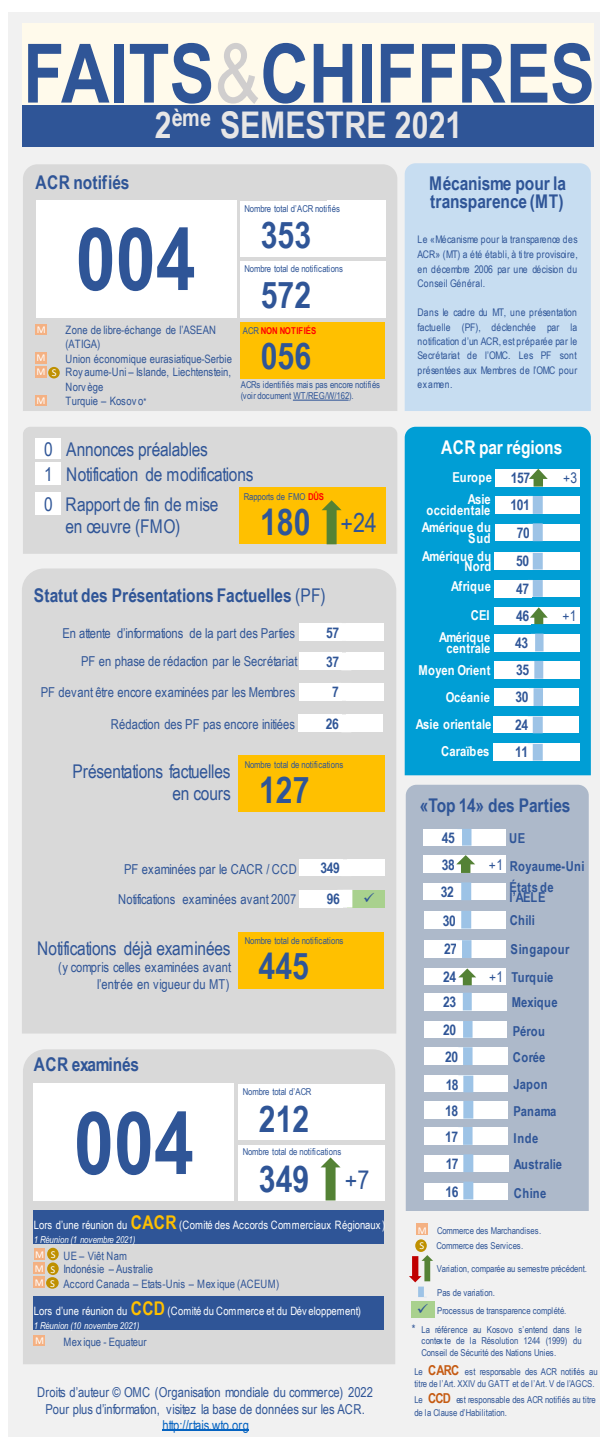 FAITS&CHIFFRES
2ème SEMESTRE 2021
ACR notifiés
004
Nombre total d'ACR notifiés
353
Nombre total de notifications
572
M Zone de libre-échange de l'ASEAN
(ATIGA)
M Union économique eurasiatique-Serbie
M S Royaume-Uni – Islande, Liechtenstein,
Norvège
M Turquie – Kosovo*
ACR NON NOTIFIÉS
056
ACRs identifiés mais pas encore notifiés
(voir document WT/REG/W/162).
Mécanisme pour la
transparence (MT)
Le «Mécanisme pour la transparence des
ACR» (MT) a été établi, à titre provisoire,
en décembre 2006 par une décision du
Conseil Général.
Dans le cadre du MT, une présentation
factuelle (PF), déclenchée par la
notification d'un ACR, est préparée par le
Secrétariat de l'OMC. Les PF sont
présentées aux Membres de l'OMC pour
examen.
0 Annonces préalables
1 Notification de modifications
0 Rapport de fin de mise
en œuvre (FMO)
Rapports de FMO DÛS
180 +24
Statut des Présentations Factuelles (PF)
En attente d'informations de la part des Parties 57
PF en phase de rédaction par le Secrétariat 37
PF devant être encore examinées par les Membres 7
Rédaction des PF pas encore initiées 26
Présentations factuelles
en cours
Nombre total de notifications
127
PF examinées par le CACR / CCD 349
Notifications examinées avant 2007 96 ✓
Notifications déjà examinées
(y compris celles examinées avant
l'entrée en vigueur du MT)
Nombre total de notifications
445
ACR par régions
Europe 157 +3
Asie
occidentale 101
Amérique du
Sud 70
Amérique du
Nord 50
Afrique 47
CEI 46 +1
Amérique
centrale 43
Moyen Orient 35
Océanie 30
Asie orientale 24
Caraïbes 11
«Top 14» des Parties
45 UE
38 +1 Royaume-Uni
32 États de
l'AELE
30 Chili
27 Singapour
24 +1 Turquie
23 Mexique
20 Pérou
20 Corée
18 Japon
18 Panama
17 Inde
17 Australie
16 Chine
ACR examinés
004
Nombre total d'ACR
212
Nombre total de notifications
349 +7
Lors d'une réunion du CACR (Comité des Accords Commerciaux Régionaux)
1 Réunion (1 novembre 2021)
M S UE – Viêt Nam
M S Indonésie – Australie
M S Accord Canada – Etats-Unis – Mexique (ACEUM)
Lors d'une réunion du CCD (Comité du Commerce et du Développement)
1 Réunion (10 novembre 2021)
M Mexique - Equateur
M Commerce des Marchandises.
S Commerce des Services.
Variation, comparée au semestre précédent.
Pas de variation.
✓ Processus de transparence complété.
* La référence au Kosovo s'entend dans le
contexte de la Résolution 1244 (1999) du
Conseil de Sécurité des Nations Unies.
Le CARC est responsable des ACR notifiés au
titre de l'Art. XXIV du GATT et de l'Art. V de l'AGCS.
Le CCD est responsable des ACR notifiés au titre
de la Clause d'Habilitation.
Droits d'auteur © OMC (Organisation mondiale du commerce) 2022
Pour plus d'information, visitez la base de données sur les ACR.
http://rtais.wto.org